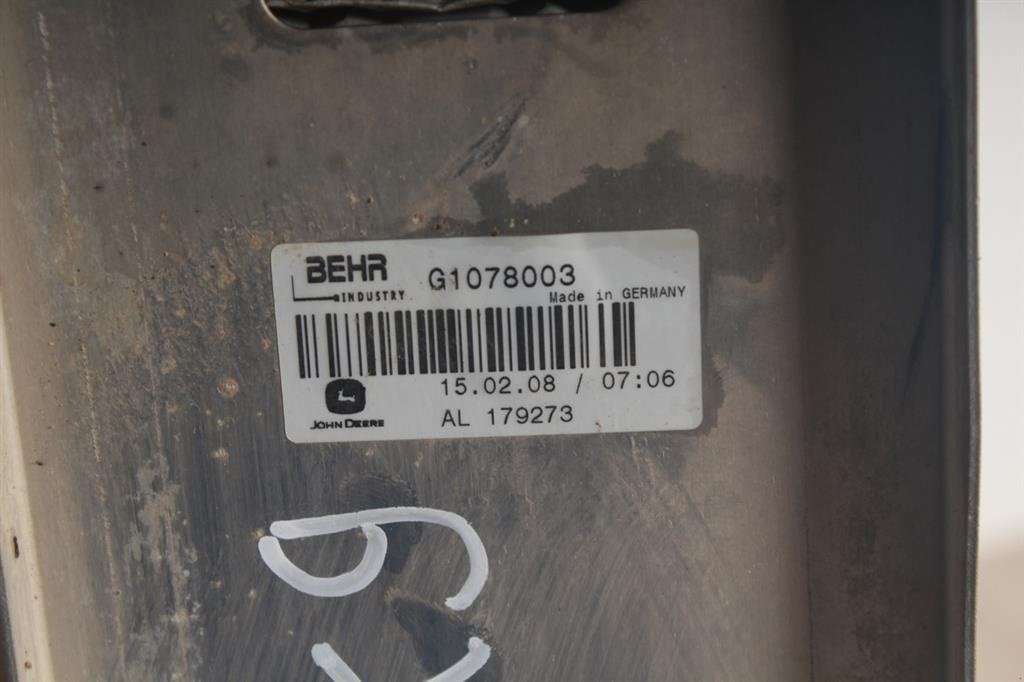 BEHR G1078003
INDUSTRY Made in GERMANY
15.02.08 / 07:06
JOHN DEERE AL 179273